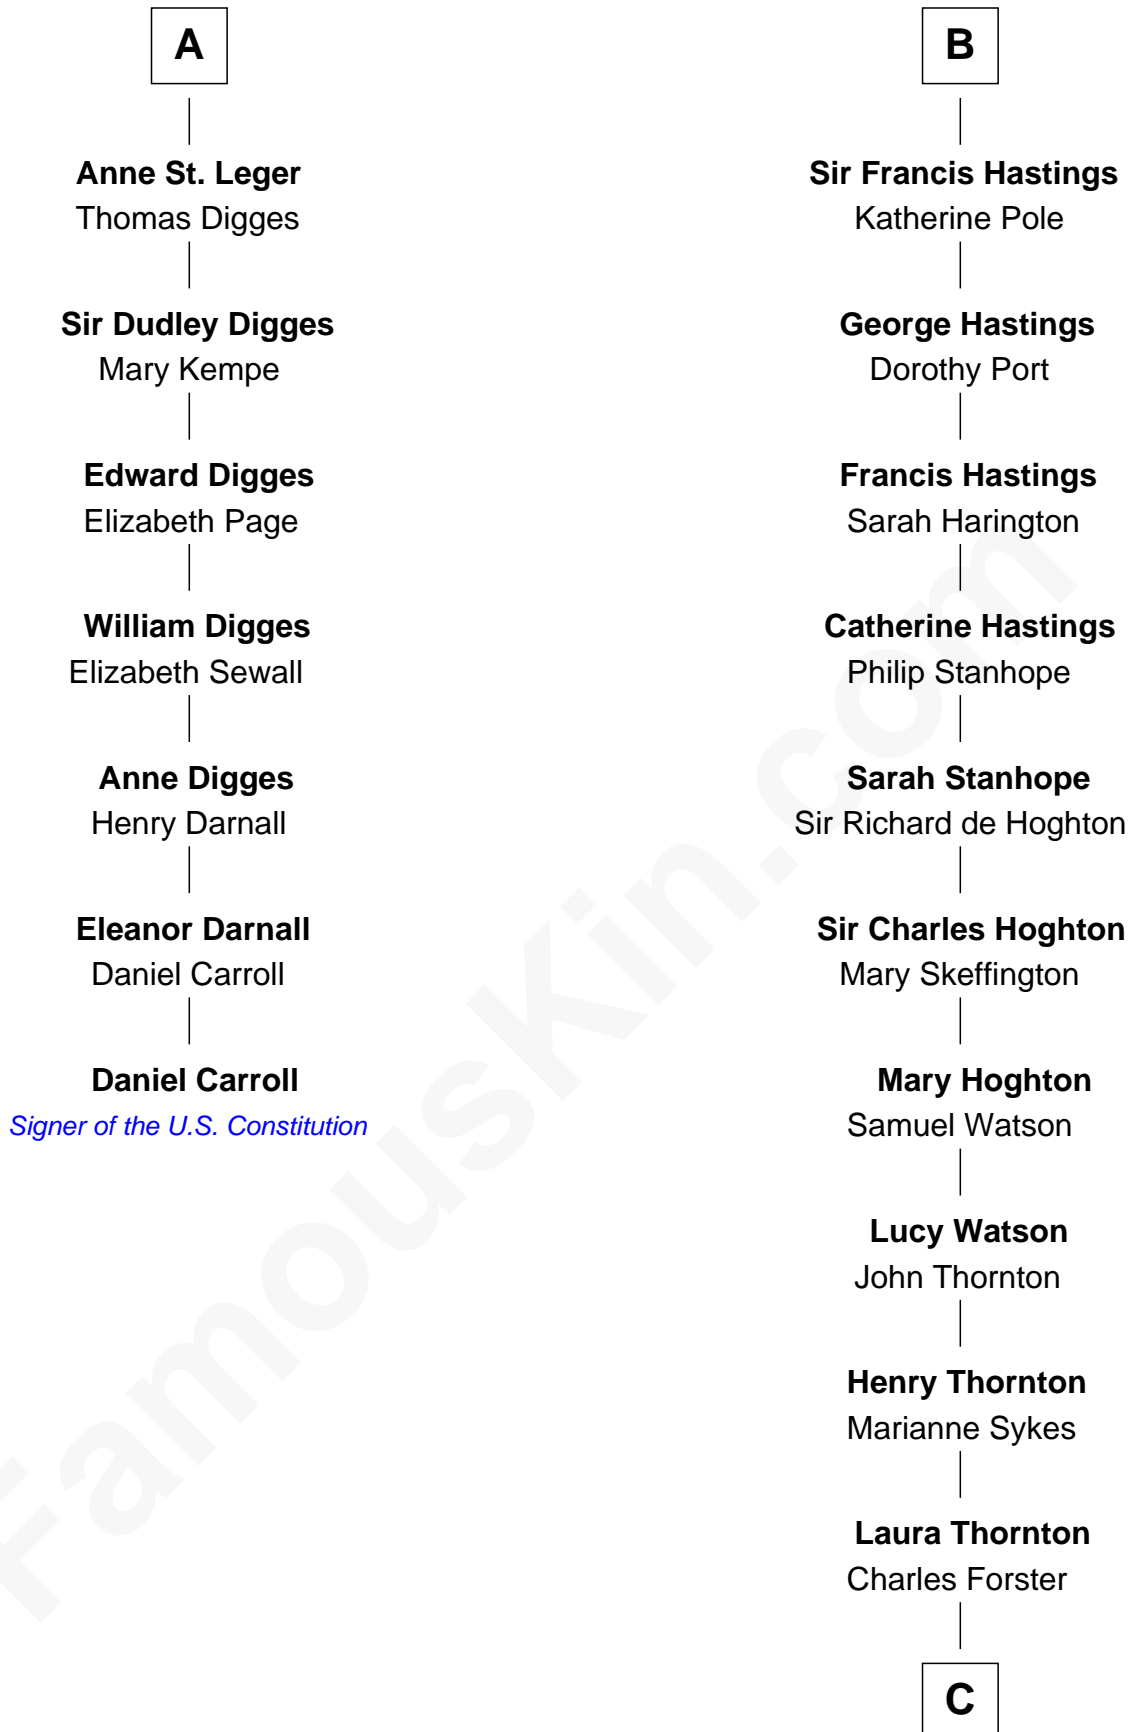 A
Anne St. Leger
Thomas Digges
Sir Dudley Digges
Mary Kempe
Edward Digges
Elizabeth Page
William Digges
Elizabeth Sewall
Anne Digges
Henry Darnall
Eleanor Darnall
Daniel Carroll
Daniel Carroll
Signer of the U.S. Constitution
B
Sir Francis Hastings
Katherine Pole
George Hastings
Dorothy Port
Francis Hastings
Sarah Harington
Catherine Hastings
Philip Stanhope
Sarah Stanhope
Sir Richard de Hoghton
Sir Charles Hoghton
Mary Skeffington
Mary Hoghton
Samuel Watson
Lucy Watson
John Thornton
Henry Thornton
Marianne Sykes
Laura Thornton
Charles Forster
C
FamousKin.com